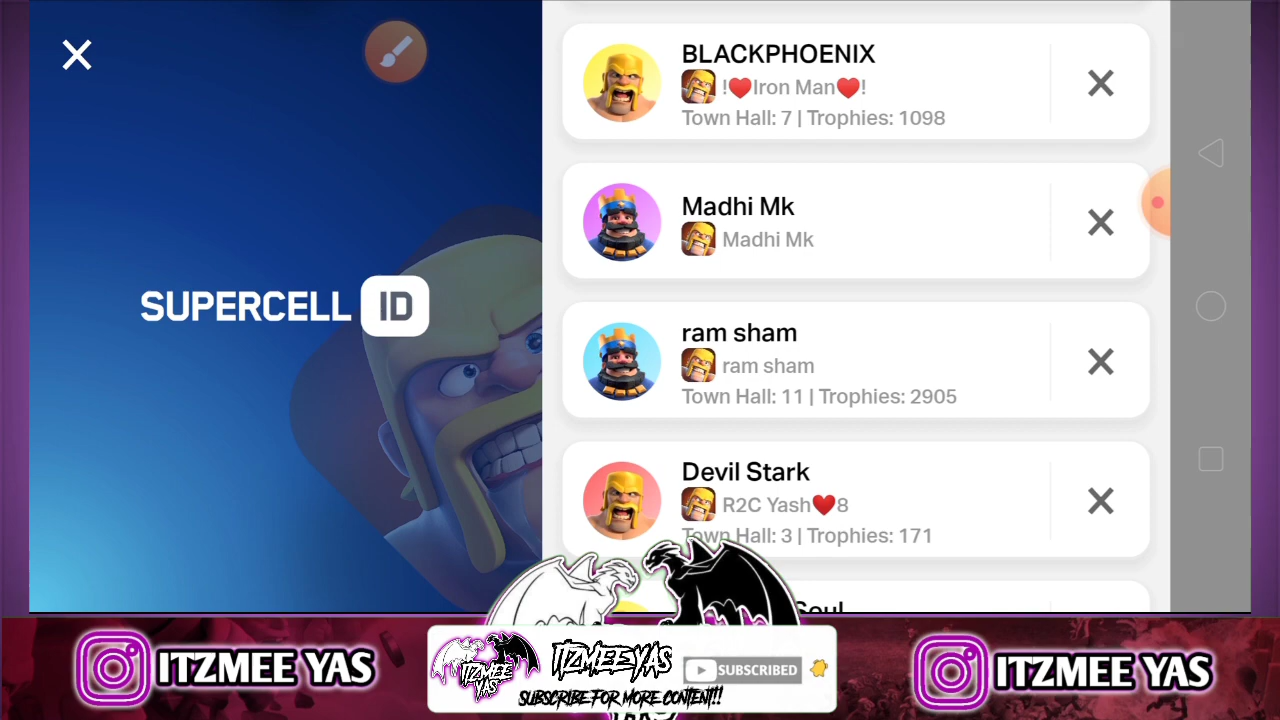 BLACKPHOENIX
!❤️Iron Man❤️!
Town Hall: 7 | Trophies: 1098
Madhi Mk
Madhi Mk
SUPERCELL ID
ram sham
ram sham
Town Hall: 11 | Trophies: 2905
Devil Stark
R2C Yash❤️8
Town Hall: 3 | Trophies: 171
Soul
ITZMEE YAS
ITZMEE YAS
ITZMEEYAS
SUBSCRIBED
SUBSCRIBE FOR MORE CONTENT!!
ITZMEE YAS